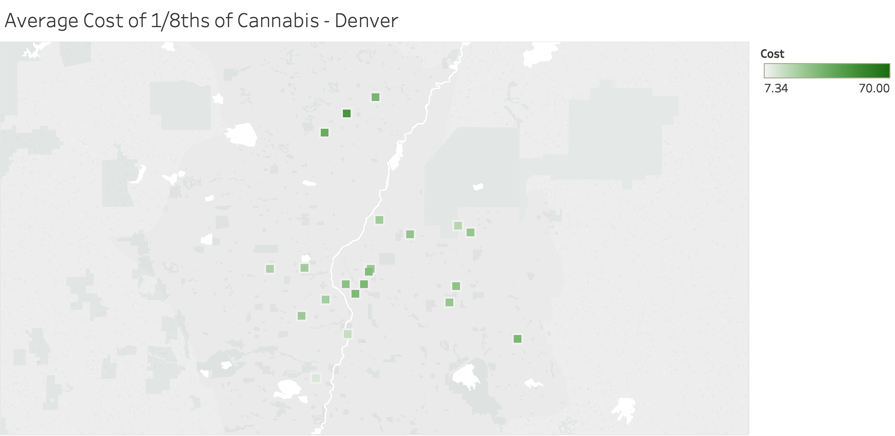 Average Cost of 1/8ths of Cannabis - Denver
Cost
7.34 70.00